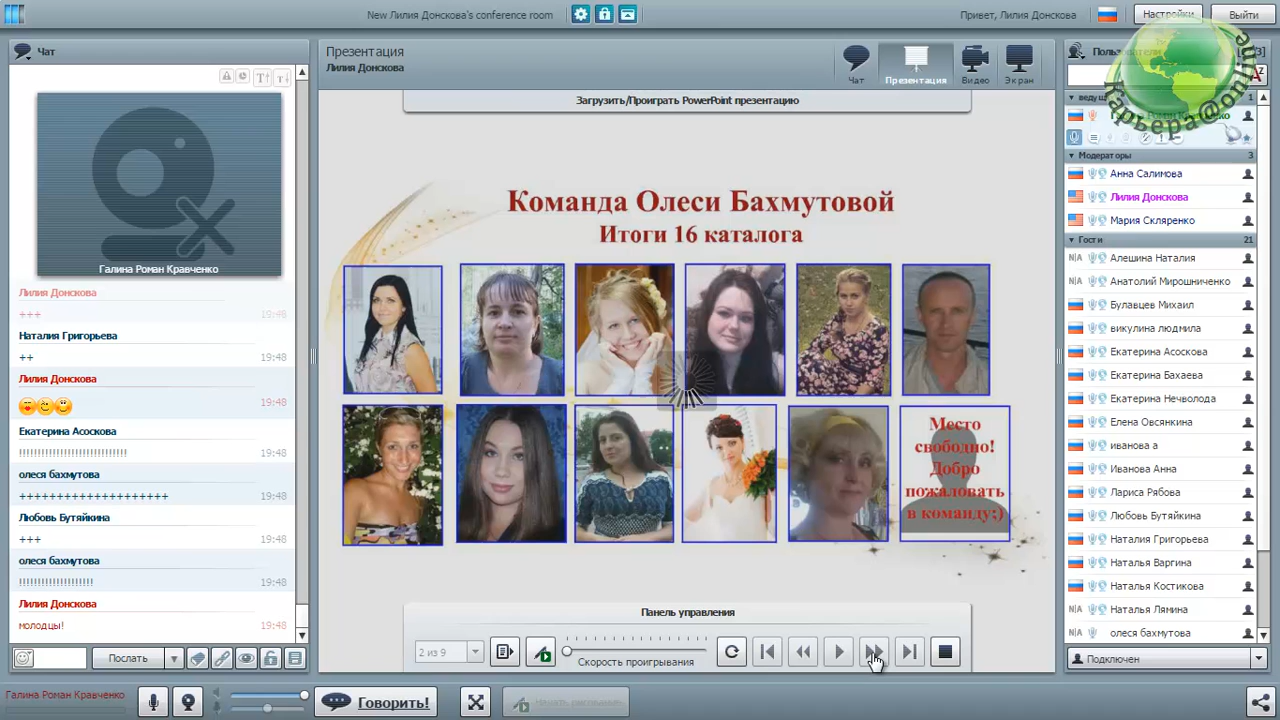 New Лилия Донскова's conference room
Привет, Лилия Донскова
Настройки
Выйти
Чат
Галина Роман Кравченко
Лилия Донскова
+++
19:48
Наталия Григорьева
++
19:48
Лилия Донскова
19:48
Екатерина Асоскова
!!!!!!!!!!!!!!!!!!!!!!!!!!!!
19:48
олеся бахмутова
++++++++++++++++++++
19:48
Любовь Бутяйкина
+++
19:48
олеся бахмутова
!!!!!!!!!!!!!!!!!!!
19:48
Лилия Донскова
молодцы!
19:48
Послать
Презентация
Лилия Донскова
Чат
Презентация
Видео
Экран
Загрузить/Проиграть PowerPoint презентацию
Команда Олеси Бахмутовой
Итоги 16 каталога
Место
свободно!
Добро
пожаловать
в команду;)
Панель управления
2 из 9
Скорость проигрывания
карьера@online
Модераторы
3
Анна Салимова
Лилия Донскова
Мария Скляренко
Гости
21
N/A Алешина Наталия
N/A Анатолий Мирошниченко
Булавцев Михаил
N/A викулина людмила
Екатерина Асоскова
Екатерина Бахаева
Екатерина Нечволода
Елена Овсянкина
иванова а
Иванова Анна
Лариса Рябова
Любовь Бутяйкина
Наталия Григорьева
Наталья Варгина
Наталья Костикова
N/A Наталья Лямина
N/A олеся бахмутова
Подключен
Галина Роман Кравченко
Говорить!